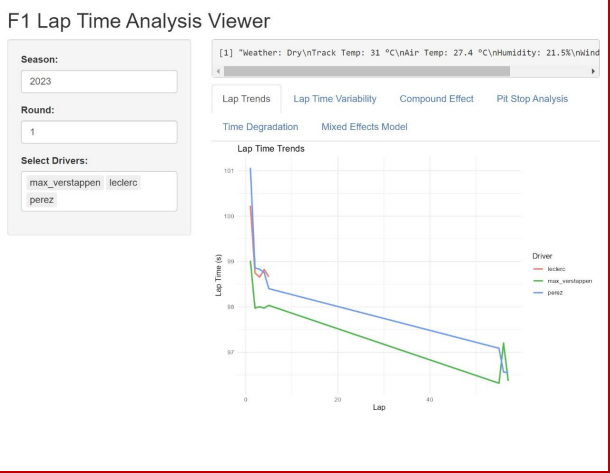 F1 Lap Time Analysis Viewer
Season:
2023
Round:
1
Select Drivers:
max_verstappen leclerc
perez
[1] "Weather: Dry\nTrack Temp: 31 °C\nAir Temp: 27.4 °C\nHumidity: 21.5%\nWind
Lap Trends Lap Time Variability Compound Effect Pit Stop Analysis
Time Degradation Mixed Effects Model
Lap Time Trends
101
100
99
98
97
Lap Time (s)
0 20 40
Lap
Driver
leclerc
max_verstappen
perez